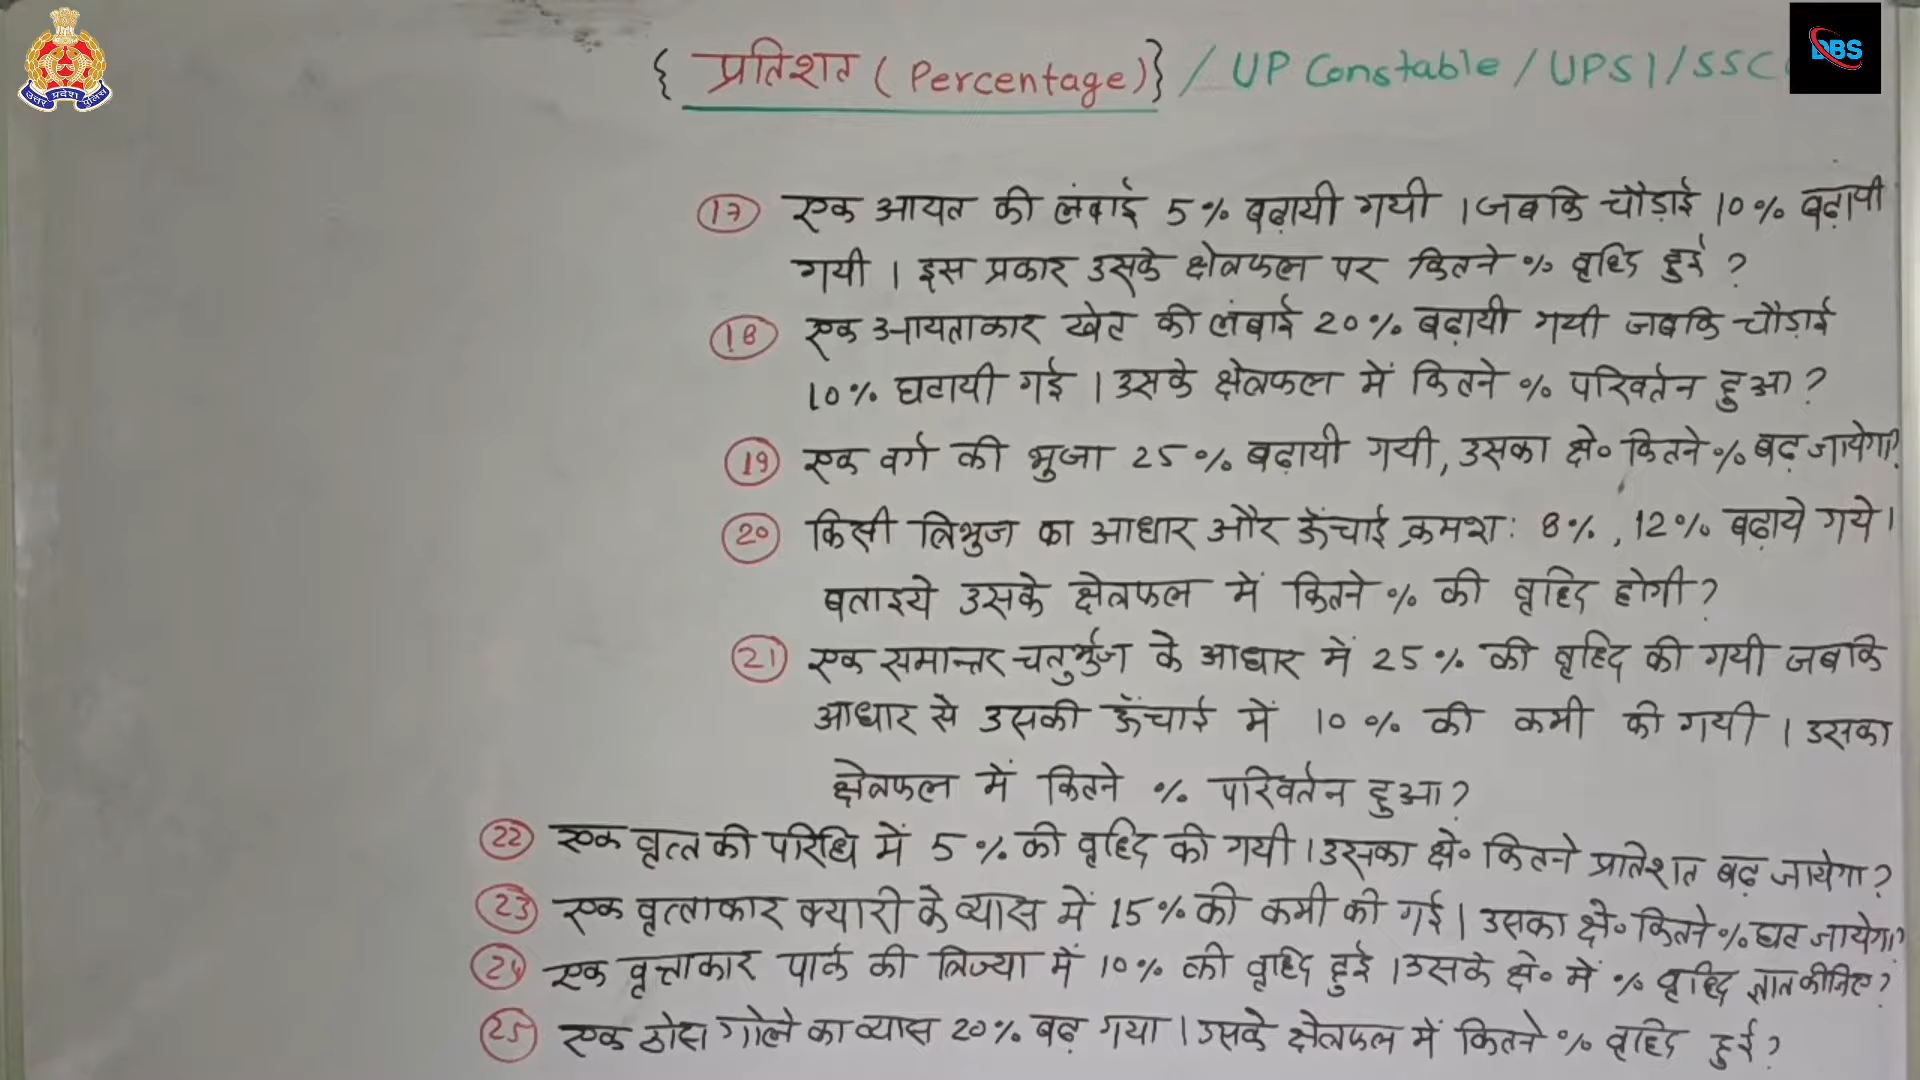 { प्रतिशत ( Percentage ) } / UP Constable / UPSI / SSC
DBS
उत्तर प्रदेश पुलिस
17 एक आयत की लंबाई 5 % बढ़ायी गयी । जबकि चौड़ाई 10 % बढ़ायी
गयी । इस प्रकार उसके क्षेत्रफल पर कितने % वृद्धि हुई ?
18 एक आयताकार खेत की लंबाई 20 % बढ़ायी गयी जबकि चौड़ाई
10 % घटायी गई । उसके क्षेत्रफल में कितने % परिवर्तन हुआ ?
19 एक वर्ग की भुजा 25 % बढ़ायी गयी, उसका क्षे० कितने % बढ़ जायेगा ?
20 किसी त्रिभुज का आधार और ऊँचाई क्रमश: 8 % , 12 % बढ़ाये गये ।
बताइये उसके क्षेत्रफल में कितने % की वृद्धि होगी ?
21 एक समान्तर चतुर्भुज के आधार में 25 % की वृद्धि की गयी जबकि
आधार से उसकी ऊँचाई में 10 % की कमी की गयी । उसका
क्षेत्रफल में कितने % परिवर्तन हुआ ?
22 एक वृत्त की परिधि में 5 % की वृद्धि की गयी । उसका क्षे० कितने प्रतिशत बढ़ जायेगा ?
23 एक वृत्ताकार क्यारी के व्यास में 15 % की कमी की गई । उसका क्षे० कितने % घट जायेगा ?
24 एक वृत्ताकार पार्क की त्रिज्या में 10 % की वृद्धि हुई । उसके क्षे० में % वृद्धि ज्ञात कीजिए ?
25 एक ठोस गोले का व्यास 20 % बढ़ गया । उसके क्षेत्रफल में कितने % वृद्धि हुई ?